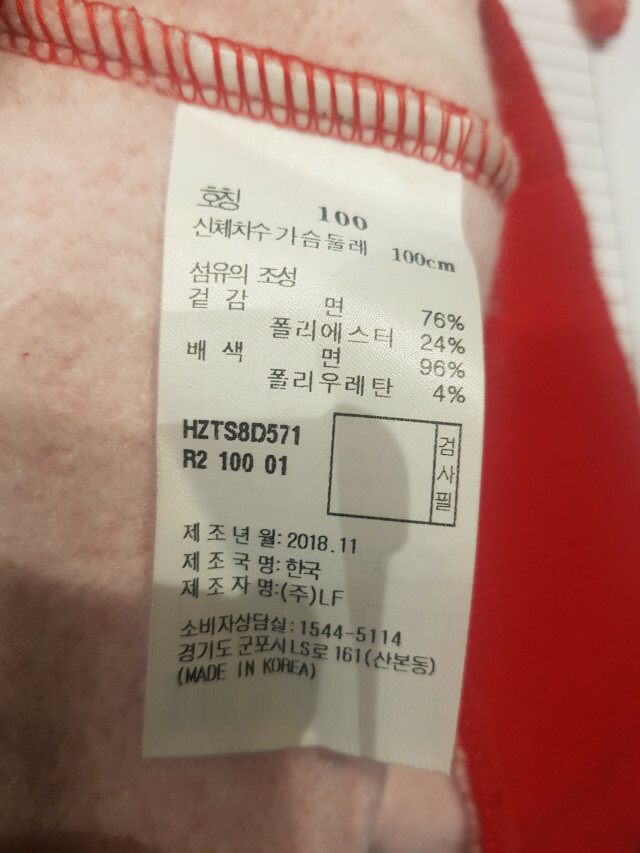 호칭 100
신체치수 가슴둘레 100cm
섬유의 조성
겉 감 면 76%
폴리에스터 24%
배 색 면 96%
폴리우레탄 4%
HZTS8D571
R2 100 01
검사필
제 조 년 월: 2018.11
제 조 국 명: 한국
제 조 자 명: (주)LF
소비자상담실: 1544-5114
경기도 군포시 LS로 161(산본동)
(MADE IN KOREA)